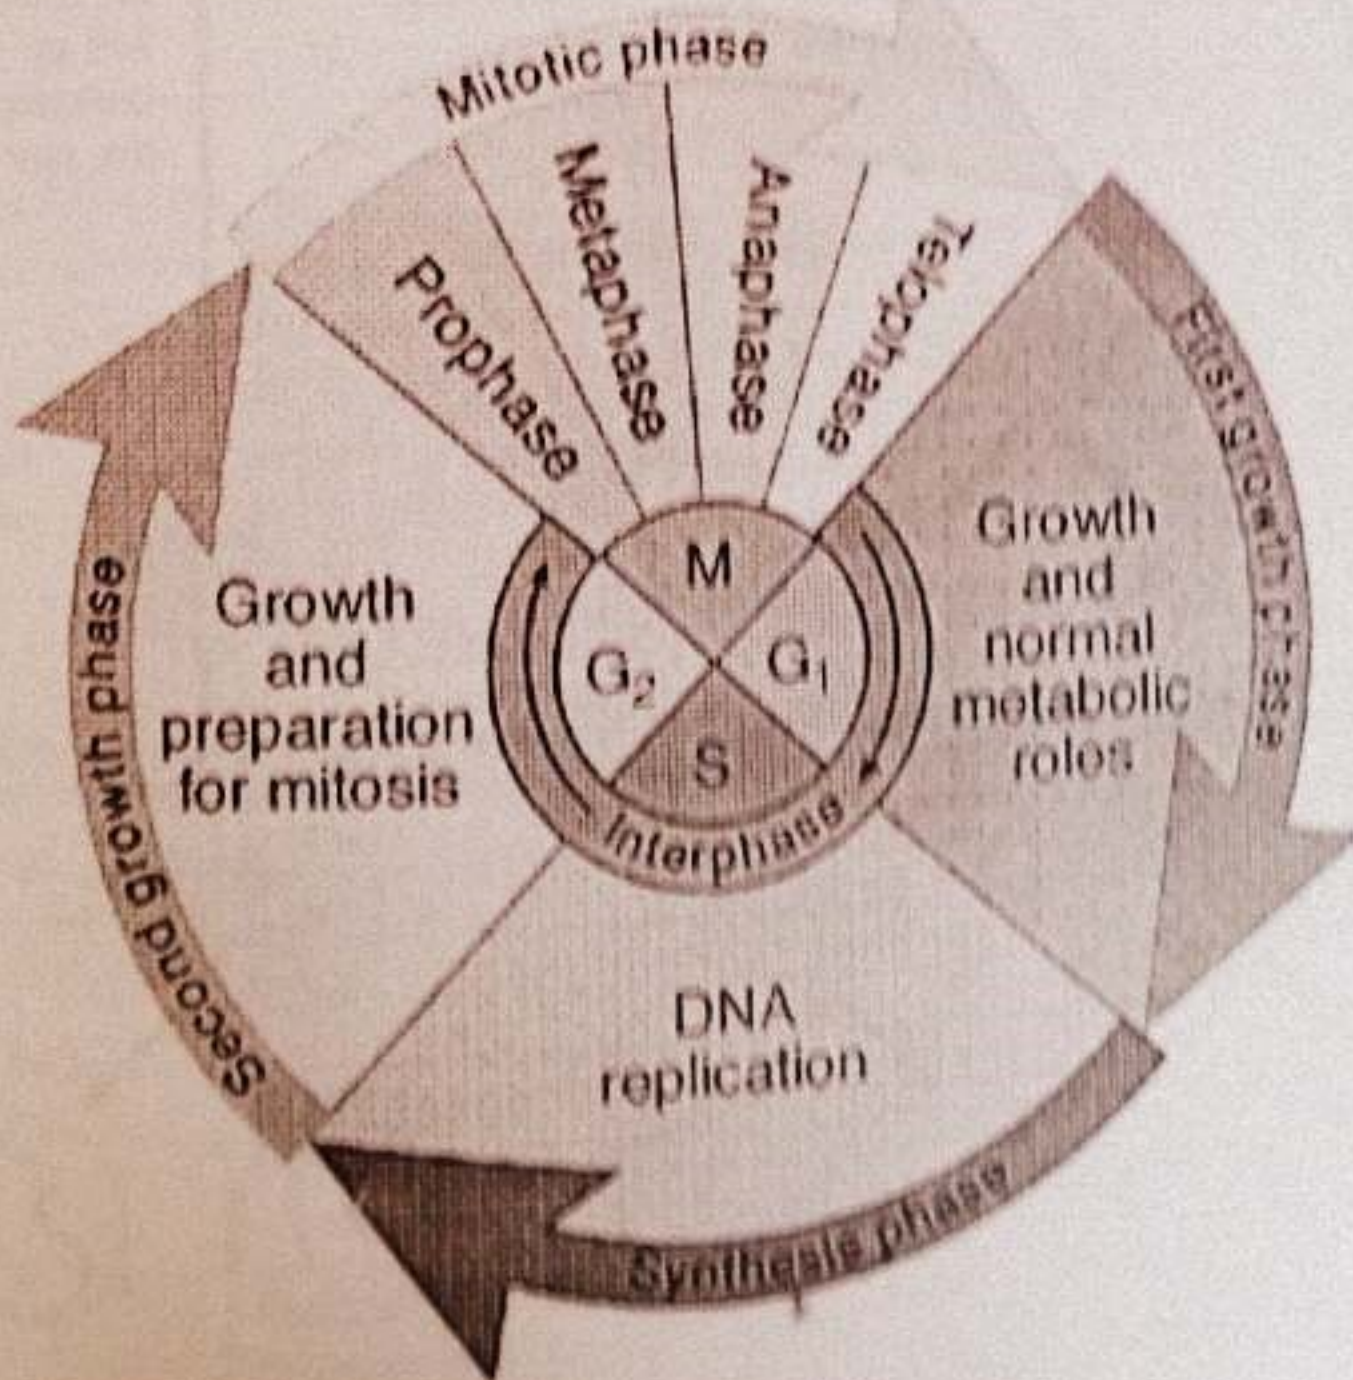 Mitotic phase
Prophase
Metaphase
Anaphase
Telophase
First growth phase
Growth
and
normal
metabolic
roles
M
G₁
G₂
S
Interphase
Growth
and
preparation
for mitosis
Second growth phase
DNA
replication
Synthesis phase